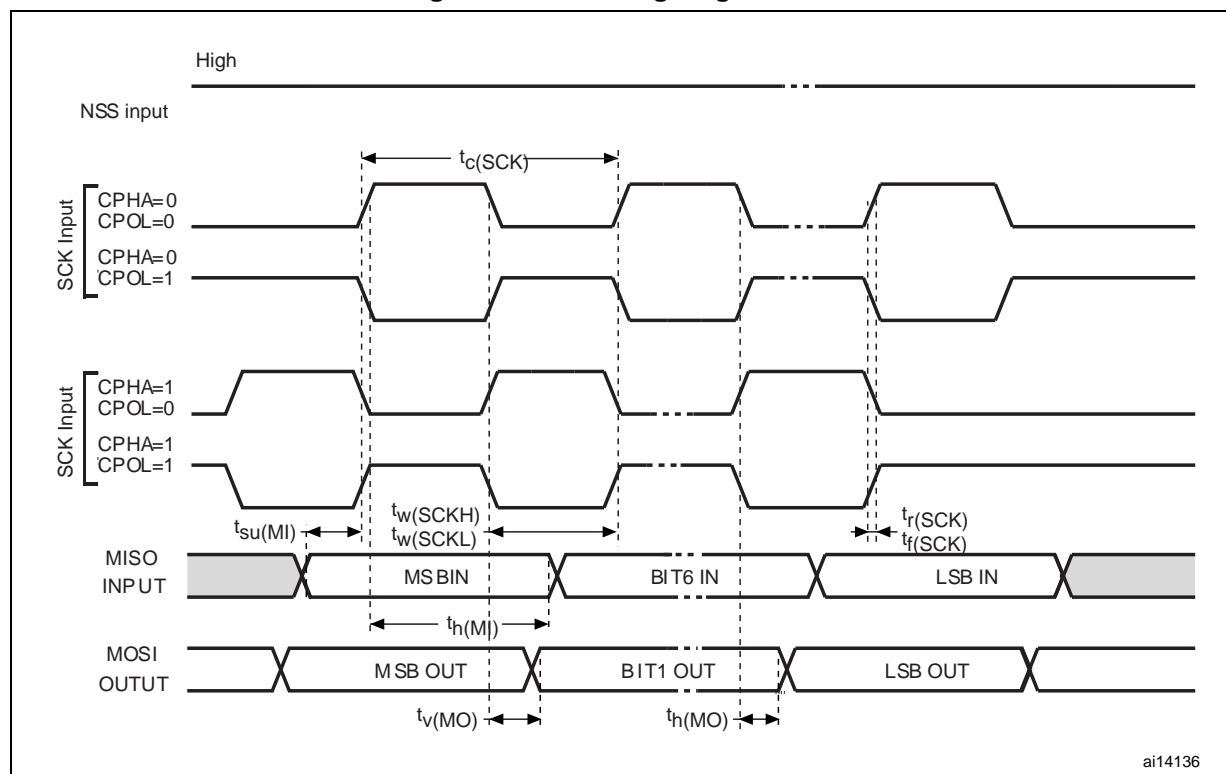 High
NSS input
tc(SCK)
SCK Input
CPHA=0
CPOL=0
CPHA=0
CPOL=1
SCK Input
CPHA=1
CPOL=0
CPHA=1
CPOL=1
tsu(MI)
tw(SCKH)
tw(SCKL)
tr(SCK)
tf(SCK)
MISO
INPUT
MSBIN
BIT6 IN
LSB IN
th(MI)
MOSI
OUTUT
MSB OUT
BIT1 OUT
LSB OUT
tv(MO)
th(MO)
ai14136